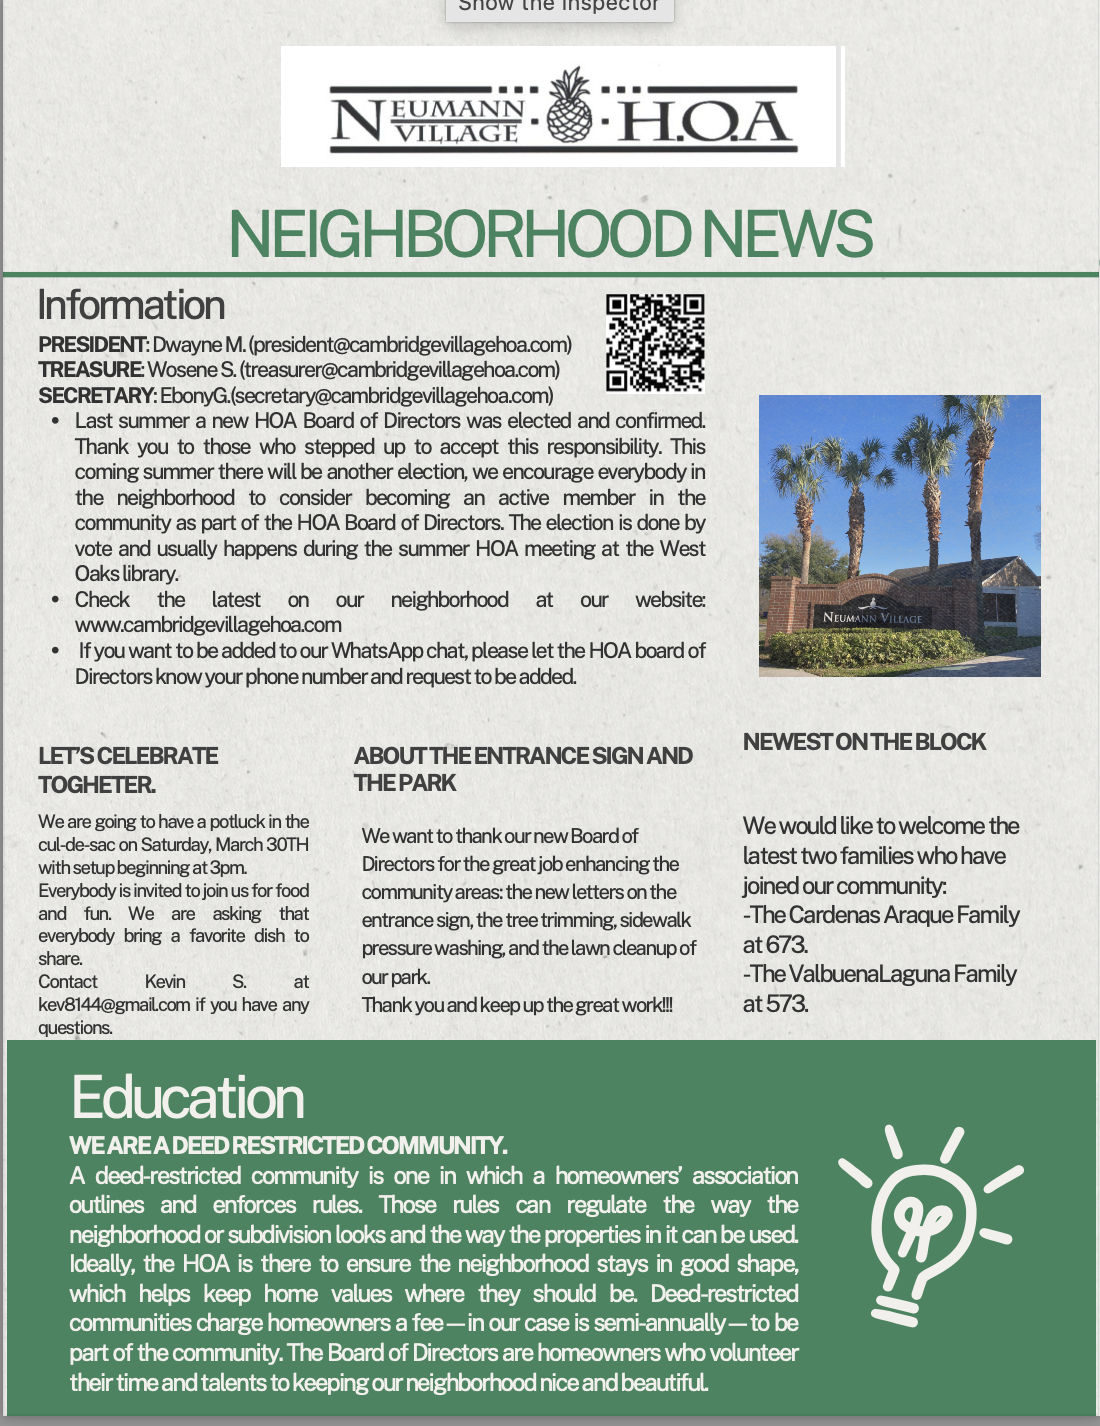 Show the Inspector
NEUMANN VILLAGE H.O.A
NEIGHBORHOOD NEWS
Information
PRESIDENT: Dwayne M. (president@cambridgevillagehoa.com)
TREASURE: Wosene S. (treasurer@cambridgevillagehoa.com)
SECRETARY: EbonyG.(secretary@cambridgevillagehoa.com)
• Last summer a new HOA Board of Directors was elected and confirmed.
Thank you to those who stepped up to accept this responsibility. This
coming summer there will be another election, we encourage everybody in
the neighborhood to consider becoming an active member in the
community as part of the HOA Board of Directors. The election is done by
vote and usually happens during the summer HOA meeting at the West
Oaks library.
• Check the latest on our neighborhood at our website:
www.cambridgevillagehoa.com
• If you want to be added to our WhatsApp chat, please let the HOA board of
Directors know your phone number and request to be added.
NEUMANN VILLAGE
LET'S CELEBRATE
TOGHETER.
We are going to have a potluck in the
cul-de-sac on Saturday, March 30TH
with setup beginning at 3pm.
Everybody is invited to join us for food
and fun. We are asking that
everybody bring a favorite dish to
share.
Contact Kevin S. at
kev8144@gmail.com if you have any
questions.
ABOUT THE ENTRANCE SIGN AND
THE PARK
We want to thank our new Board of
Directors for the great job enhancing the
community areas: the new letters on the
entrance sign, the tree trimming, sidewalk
pressure washing, and the lawn cleanup of
our park.
Thank you and keep up the great work!!!
NEWEST ON THE BLOCK
We would like to welcome the
latest two families who have
joined our community:
-The Cardenas Araque Family
at 673.
-The ValbuenaLaguna Family
at 573.
Education
WE ARE A DEED RESTRICTED COMMUNITY.
A deed-restricted community is one in which a homeowners' association
outlines and enforces rules. Those rules can regulate the way the
neighborhood or subdivision looks and the way the properties in it can be used.
Ideally, the HOA is there to ensure the neighborhood stays in good shape,
which helps keep home values where they should be. Deed-restricted
communities charge homeowners a fee—in our case is semi-annually—to be
part of the community. The Board of Directors are homeowners who volunteer
their time and talents to keeping our neighborhood nice and beautiful.